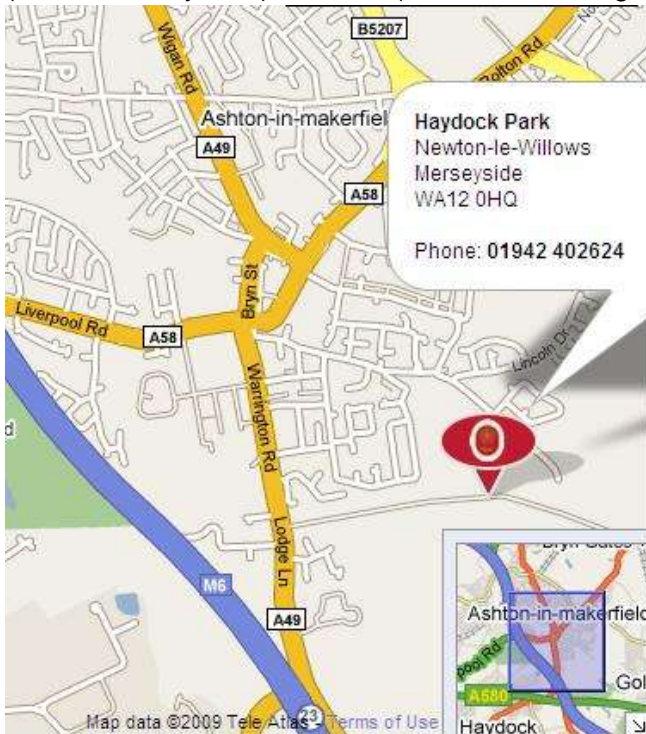 B5207
Wigan Rd
Bolton Rd
Ashton-in-makerfiel
A49
A58
Haydock Park
Newton-le-Willows
Merseyside
WA12 0HQ
Phone: 01942 402624
Bryn St
Liverpool Rd
A58
Lincoln Dr
Warrington Rd
Lodge Ln
M6
A49
23
Map data ©2009 Tele Atlas - Terms of Use
Bryn Gates
Ashton-in-makerfield
pool Rd
A580
Gol
Haydock